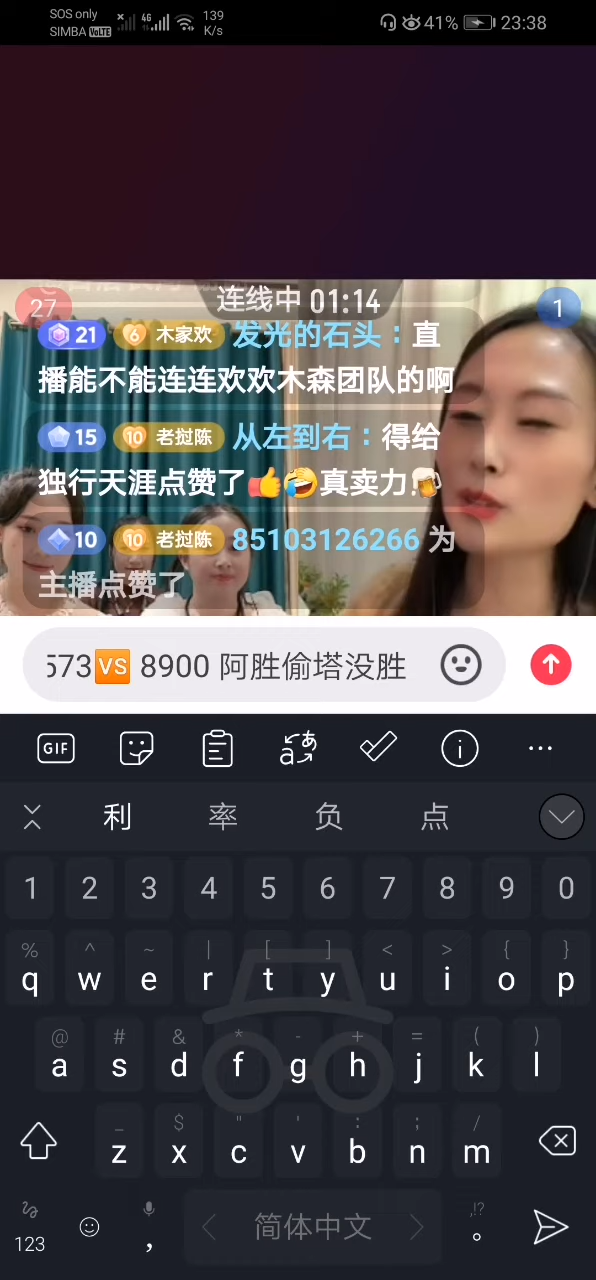 SOS only 4G 139 41% 23:38
SIMBA VoLTE K/s
27 连线中 01:14 1
21 6 木家欢 发光的石头：直
播能不能连连欢欢木森团队的啊
15 10 老挝陈 从左到右：得给
独行天涯点赞了👍🤣真卖力🍺
10 10 老挝陈 85103126266 为
主播点赞了
573🆚 8900 阿胜偷塔没胜
GIF
利 率 负 点
1 2 3 4 5 6 7 8 9 0
% ^ ~ | [ ] < > { }
q w e r t y u i o p
@ # & * - + = ( )
a s d f g h j k l
_ $ " ' : ; /
z x c v b n m
123 , 简体中文 ,!? 。